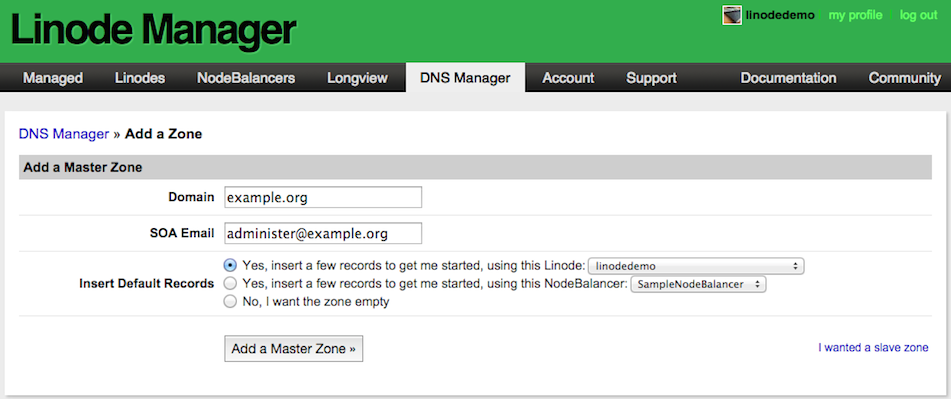 Linode Manager
linodedemo my profile log out
Managed Linodes NodeBalancers Longview DNS Manager Account Support Documentation Community
DNS Manager » Add a Zone
Add a Master Zone
Domain example.org
SOA Email administer@example.org
Yes, insert a few records to get me started, using this Linode: linodedemo
Insert Default Records Yes, insert a few records to get me started, using this NodeBalancer: SampleNodeBalancer
No, I want the zone empty
Add a Master Zone » I wanted a slave zone